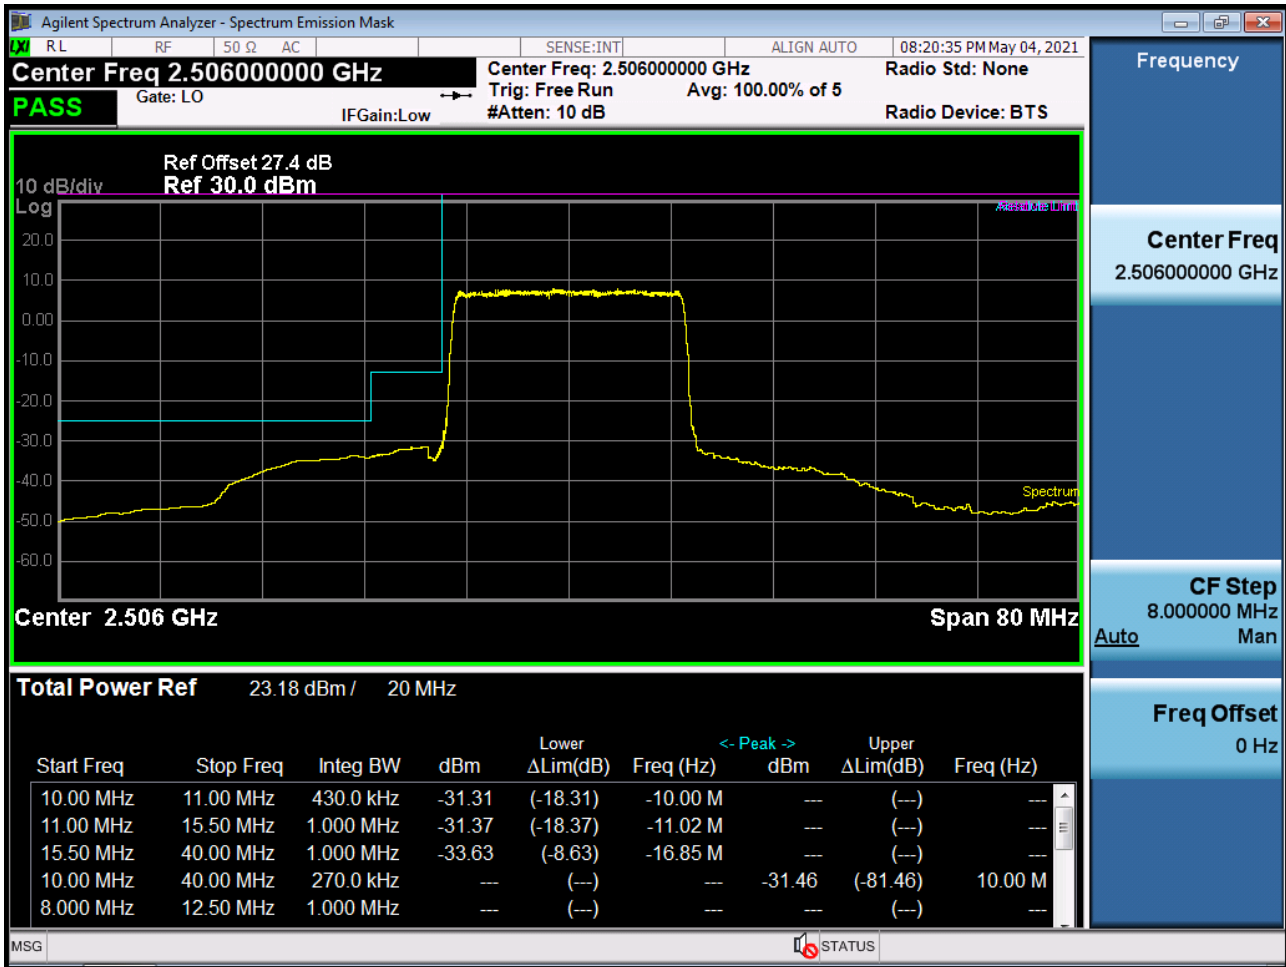 Agilent Spectrum Analyzer - Spectrum Emission Mask
LXI RL RF 50 Ω AC SENSE:INT ALIGN AUTO 08:20:35 PM May 04, 2021
Center Freq 2.506000000 GHz
Center Freq: 2.506000000 GHz Radio Std: None
PASS Gate: LO Trig: Free Run Avg: 100.00% of 5
IFGain:Low #Atten: 10 dB Radio Device: BTS
Ref Offset 27.4 dB
10 dB/div Ref 30.0 dBm
Log
Absolute Limit
20.0
10.0
0.00
-10.0
-20.0
-30.0
-40.0
Spectrum
-50.0
-60.0
Center 2.506 GHz Span 80 MHz
Total Power Ref 23.18 dBm / 20 MHz
Lower <- Peak -> Upper
Start Freq Stop Freq Integ BW dBm ΔLim(dB) Freq (Hz) dBm ΔLim(dB) Freq (Hz)
10.00 MHz 11.00 MHz 430.0 kHz -31.31 (-18.31) -10.00 M --- (---) ---
11.00 MHz 15.50 MHz 1.000 MHz -31.37 (-18.37) -11.02 M --- (---) ---
15.50 MHz 40.00 MHz 1.000 MHz -33.63 (-8.63) -16.85 M --- (---) ---
10.00 MHz 40.00 MHz 270.0 kHz --- (---) --- -31.46 (-81.46) 10.00 M
8.000 MHz 12.50 MHz 1.000 MHz --- (---) --- --- (---) ---
MSG STATUS
Frequency
Center Freq
2.506000000 GHz
CF Step
8.000000 MHz
Auto Man
Freq Offset
0 Hz